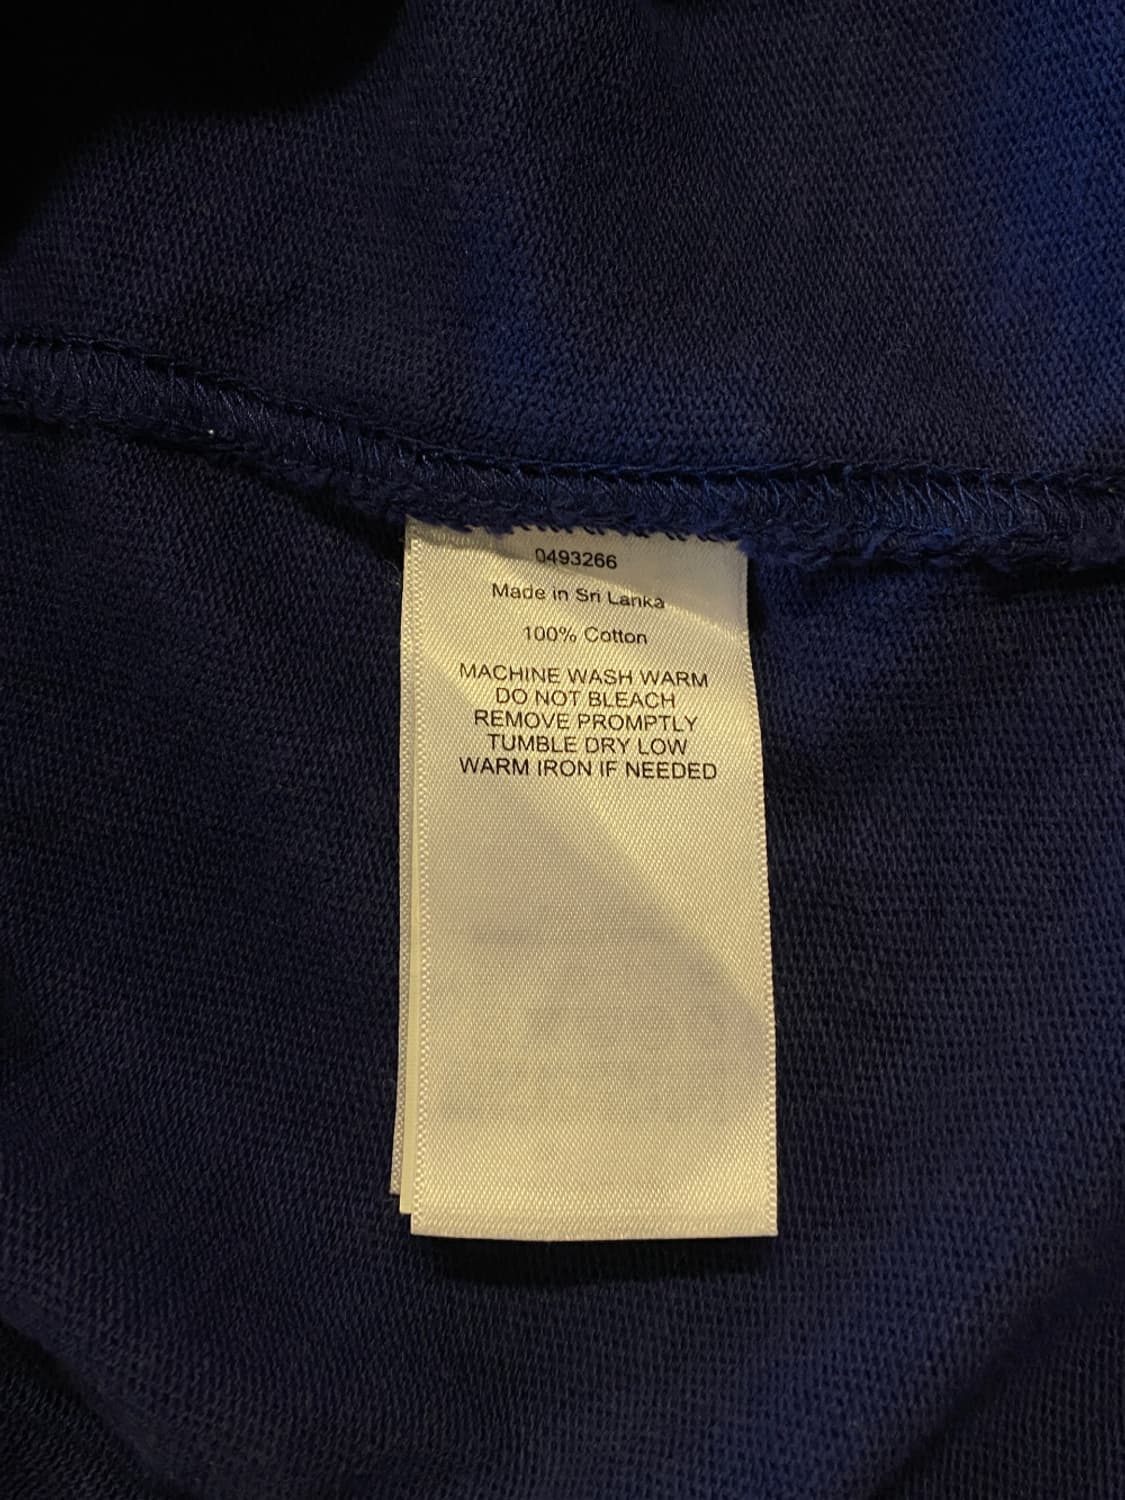 0493266
Made in Sri Lanka
100% Cotton
MACHINE WASH WARM
DO NOT BLEACH
REMOVE PROMPTLY
TUMBLE DRY LOW
WARM IRON IF NEEDED